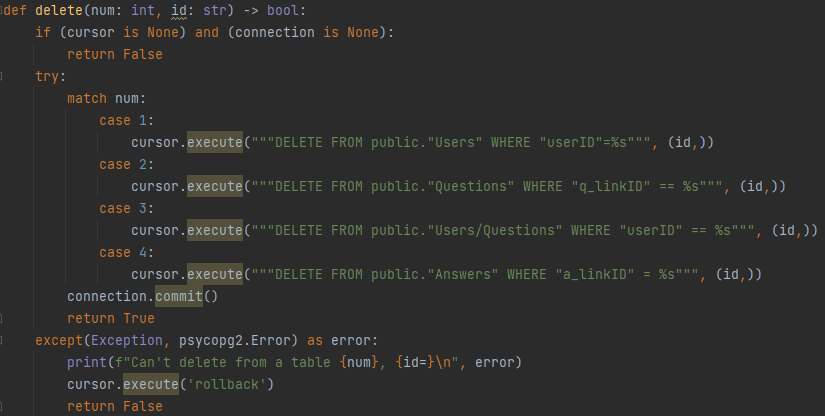 def delete(num: int, id: str) -> bool:
    if (cursor is None) and (connection is None):
        return False
    try:
        match num:
            case 1:
                cursor.execute("""DELETE FROM public."Users" WHERE "userID"=%s""", (id,))
            case 2:
                cursor.execute("""DELETE FROM public."Questions" WHERE "q_linkID" == %s""", (id,))
            case 3:
                cursor.execute("""DELETE FROM public."Users/Questions" WHERE "userID" == %s""", (id,))
            case 4:
                cursor.execute("""DELETE FROM public."Answers" WHERE "a_linkID" = %s""", (id,))
        connection.commit()
        return True
    except(Exception, psycopg2.Error) as error:
        print(f"Can't delete from a table {num}, {id=}\n", error)
        cursor.execute('rollback')
        return False